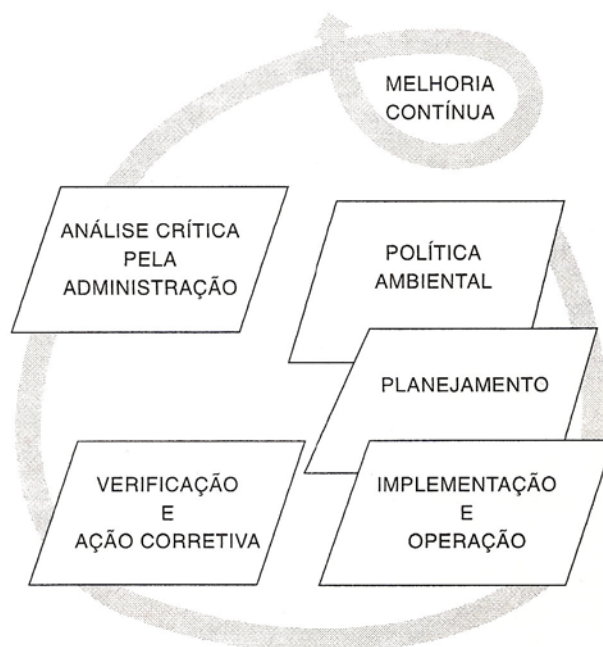 MELHORIA
CONTÍNUA
ANÁLISE CRÍTICA
PELA
ADMINISTRAÇÃO
POLÍTICA
AMBIENTAL
PLANEJAMENTO
VERIFICAÇÃO
E
AÇÃO CORRETIVA
IMPLEMENTAÇÃO
E
OPERAÇÃO